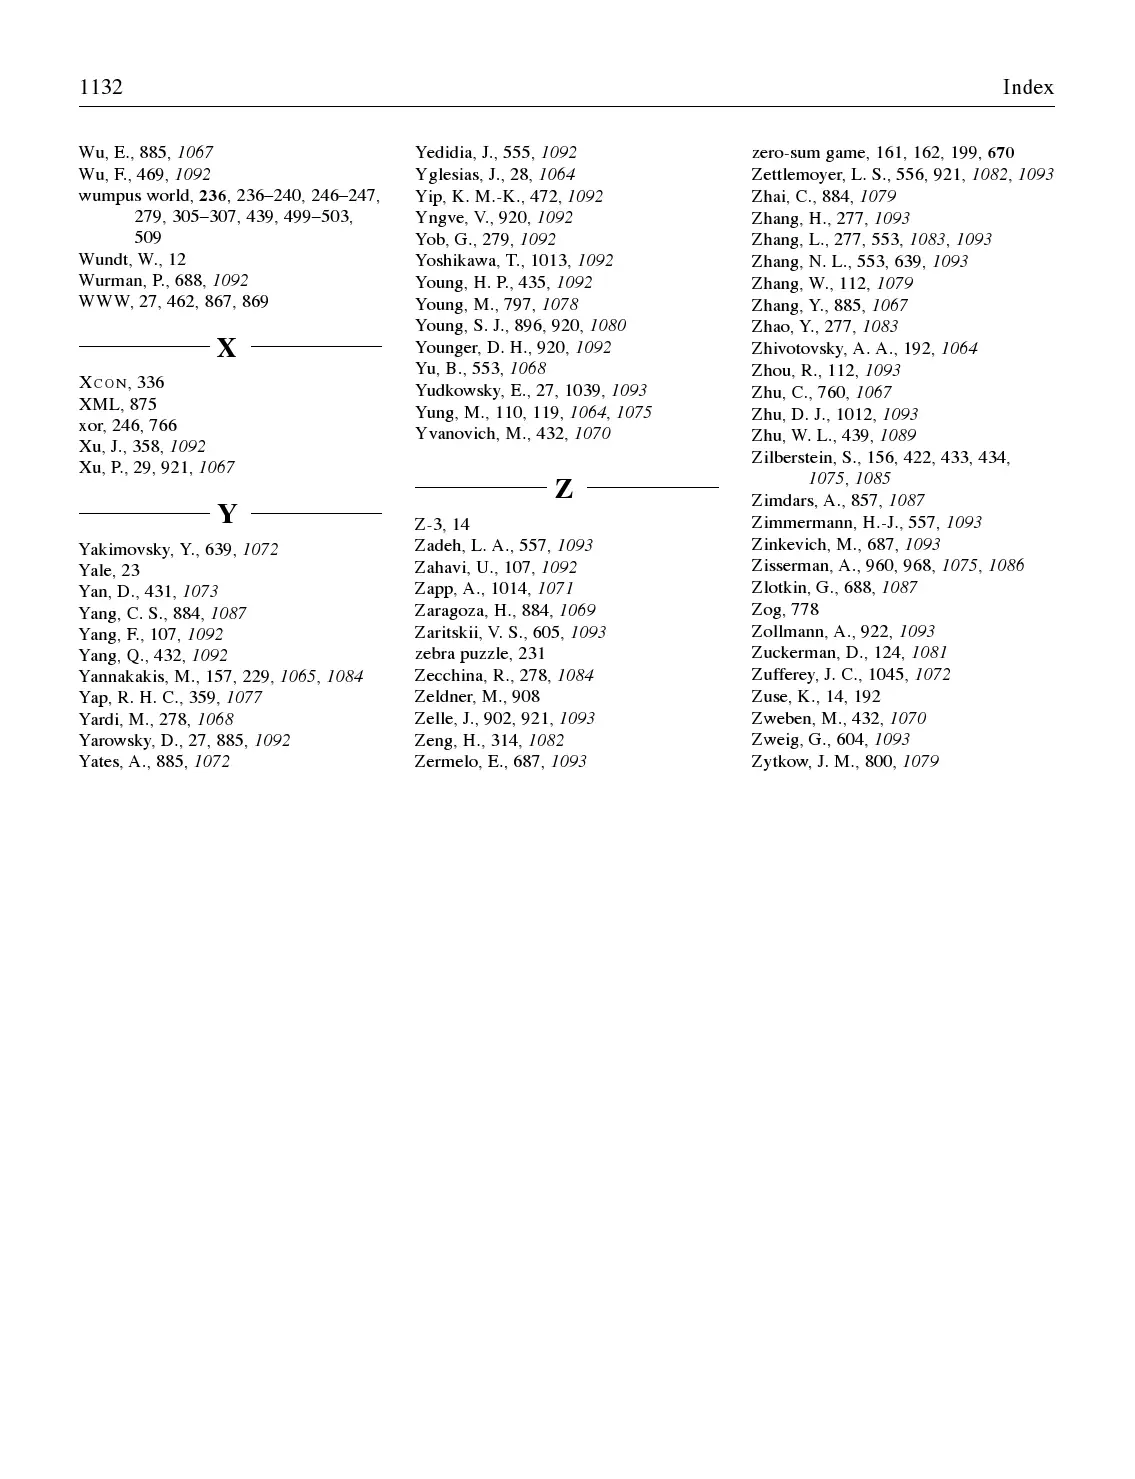 1132
Index
Wu, E., 885, 1067
Wu, F., 469, 1092
wumpus world, 236, 236–240, 246–247,
279, 305–307, 439, 499–503,
509
Wundt, W., 12
Wurman, P., 688, 1092
WWW, 27, 462, 867, 869
X
XCON, 336
XML, 875
xor, 246, 766
Xu, J., 358, 1092
Xu, P., 29, 921, 1067
Y
Yakimovsky, Y., 639, 1072
Yale, 23
Yan, D., 431, 1073
Yang, C. S., 884, 1087
Yang, F., 107, 1092
Yang, Q., 432, 1092
Yannakakis, M., 157, 229, 1065, 1084
Yap, R. H. C., 359, 1077
Yardi, M., 278, 1068
Yarowsky, D., 27, 885, 1092
Yates, A., 885, 1072
Yedidia, J., 555, 1092
Yglesias, J., 28, 1064
Yip, K. M.-K., 472, 1092
Yngve, V., 920, 1092
Yob, G., 279, 1092
Yoshikawa, T., 1013, 1092
Young, H. P., 435, 1092
Young, M., 797, 1078
Young, S. J., 896, 920, 1080
Younger, D. H., 920, 1092
Yu, B., 553, 1068
Yudkowsky, E., 27, 1039, 1093
Yung, M., 110, 119, 1064, 1075
Yvanovich, M., 432, 1070
Z
Z-3, 14
Zadeh, L. A., 557, 1093
Zahavi, U., 107, 1092
Zapp, A., 1014, 1071
Zaragoza, H., 884, 1069
Zaritskii, V. S., 605, 1093
zebra puzzle, 231
Zecchina, R., 278, 1084
Zeldner, M., 908
Zelle, J., 902, 921, 1093
Zeng, H., 314, 1082
Zermelo, E., 687, 1093
zero-sum game, 161, 162, 199, 670
Zettlemoyer, L. S., 556, 921, 1082, 1093
Zhai, C., 884, 1079
Zhang, H., 277, 1093
Zhang, L., 277, 553, 1083, 1093
Zhang, N. L., 553, 639, 1093
Zhang, W., 112, 1079
Zhang, Y., 885, 1067
Zhao, Y., 277, 1083
Zhivotovsky, A. A., 192, 1064
Zhou, R., 112, 1093
Zhu, C., 760, 1067
Zhu, D. J., 1012, 1093
Zhu, W. L., 439, 1089
Zilberstein, S., 156, 422, 433, 434,
1075, 1085
Zimdars, A., 857, 1087
Zimmermann, H.-J., 557, 1093
Zinkevich, M., 687, 1093
Zisserman, A., 960, 968, 1075, 1086
Zlotkin, G., 688, 1087
Zog, 778
Zollmann, A., 922, 1093
Zuckerman, D., 124, 1081
Zufferey, J. C., 1045, 1072
Zuse, K., 14, 192
Zweben, M., 432, 1070
Zweig, G., 604, 1093
Zytkow, J. M., 800, 1079